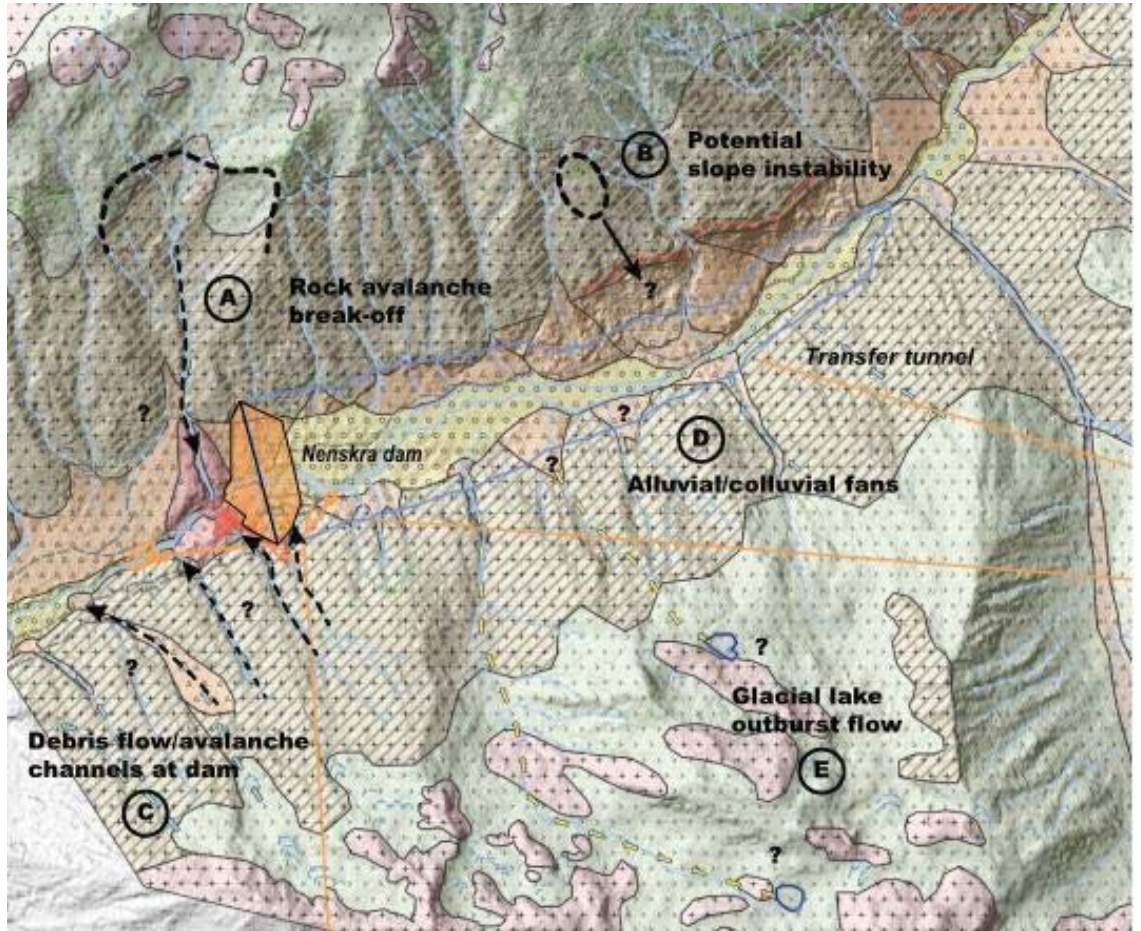 B
Potential
slope instability
A
Rock avalanche
break-off
?
Transfer tunnel
?
?
Nenskra dam
D
?
Alluvial/colluvial fans
?
?
?
Glacial lake
outburst flow
E
Debris flow/avalanche
channels at dam
C
?